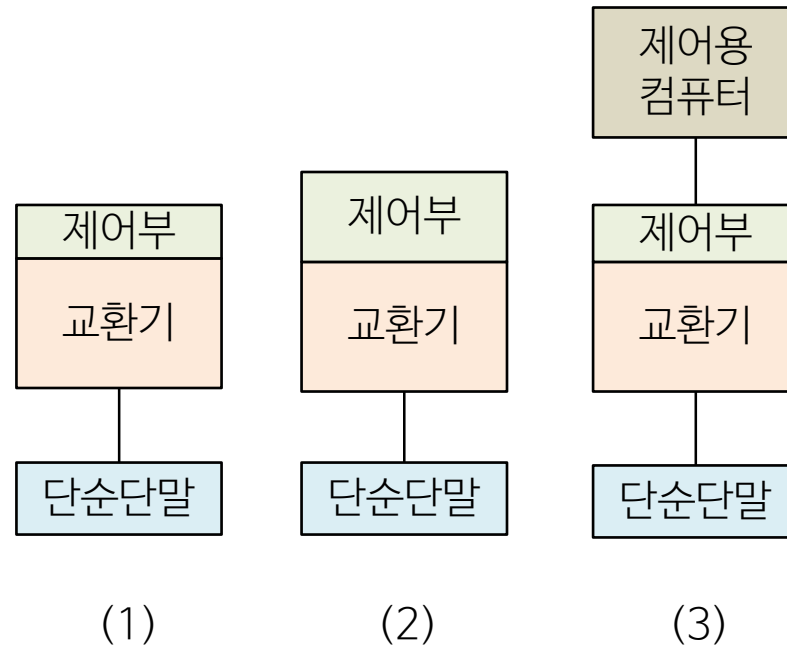 제어부
교환기
단순단말
(1)
제어부
교환기
단순단말
(2)
제어용
컴퓨터
제어부
교환기
단순단말
(3)